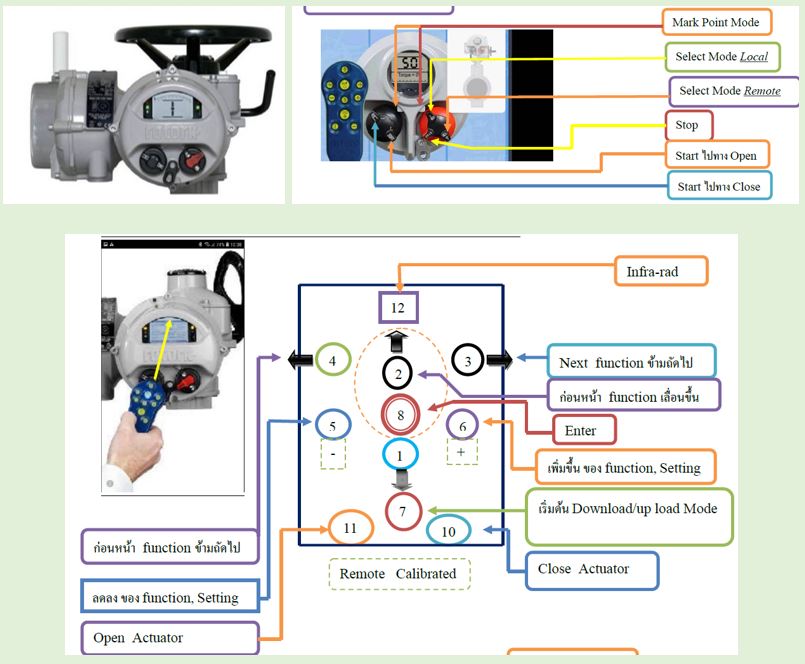 rotork
50
Mark Point Mode
Select Mode Local
Select Mode Remote
Stop
Start ไปทาง Open
Start ไปทาง Close
Infra-rad
12
4
3
2
Next function ข้ามถัดไป
ก่อนหน้า function เลื่อนขึ้น
8
Enter
5
6
-
+
1
เพิ่มขึ้น ของ function, Setting
7
เริ่มต้น Download/up load Mode
11
10
ก่อนหน้า function ข้ามถัดไป
Remote Calibrated
Close Actuator
ลดลง ของ function, Setting
Open Actuator